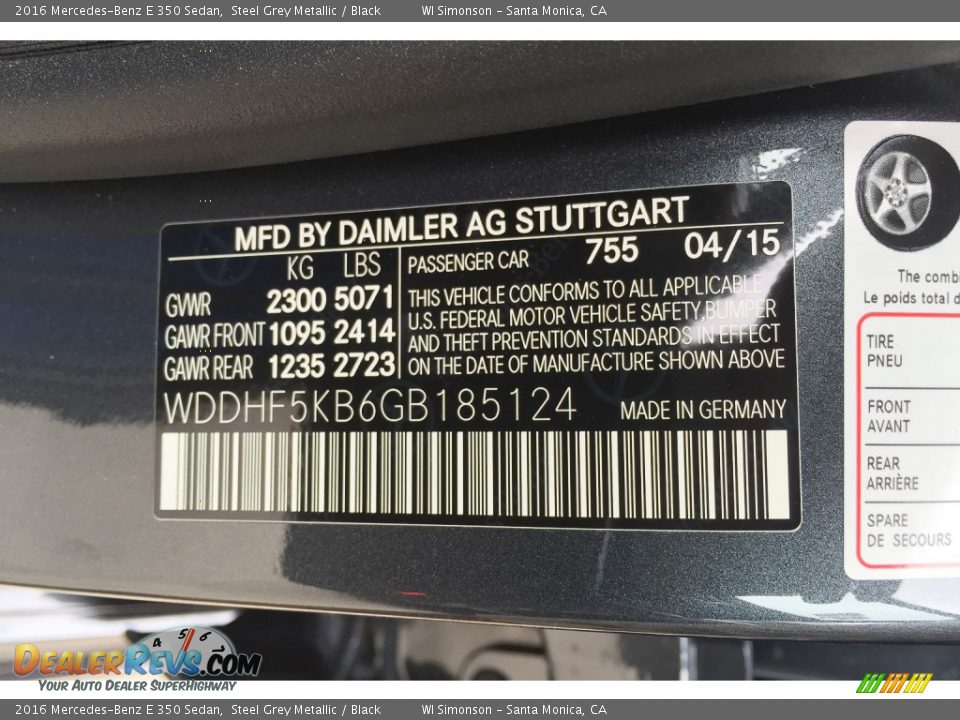 2016 Mercedes-Benz E 350 Sedan, Steel Grey Metallic / Black WI Simonson - Santa Monica, CA
MFD BY DAIMLER AG STUTTGART
KG LBS
GVWR 2300 5071
GAWR FRONT 1095 2414
GAWR REAR 1235 2723
PASSENGER CAR 755 04/15
THIS VEHICLE CONFORMS TO ALL APPLICABLE
U.S. FEDERAL MOTOR VEHICLE SAFETY, BUMPER
AND THEFT PREVENTION STANDARDS IN EFFECT
ON THE DATE OF MANUFACTURE SHOWN ABOVE
WDDHF5KB6GB185124 MADE IN GERMANY
The combi
Le poids total d
TIRE
PNEU
FRONT
AVANT
REAR
ARRIÈRE
SPARE
DE SECOURS
4 5 6
DEALERREVS.COM
YOUR AUTO DEALER SUPERHIGHWAY
2016 Mercedes-Benz E 350 Sedan, Steel Grey Metallic / Black WI Simonson - Santa Monica, CA